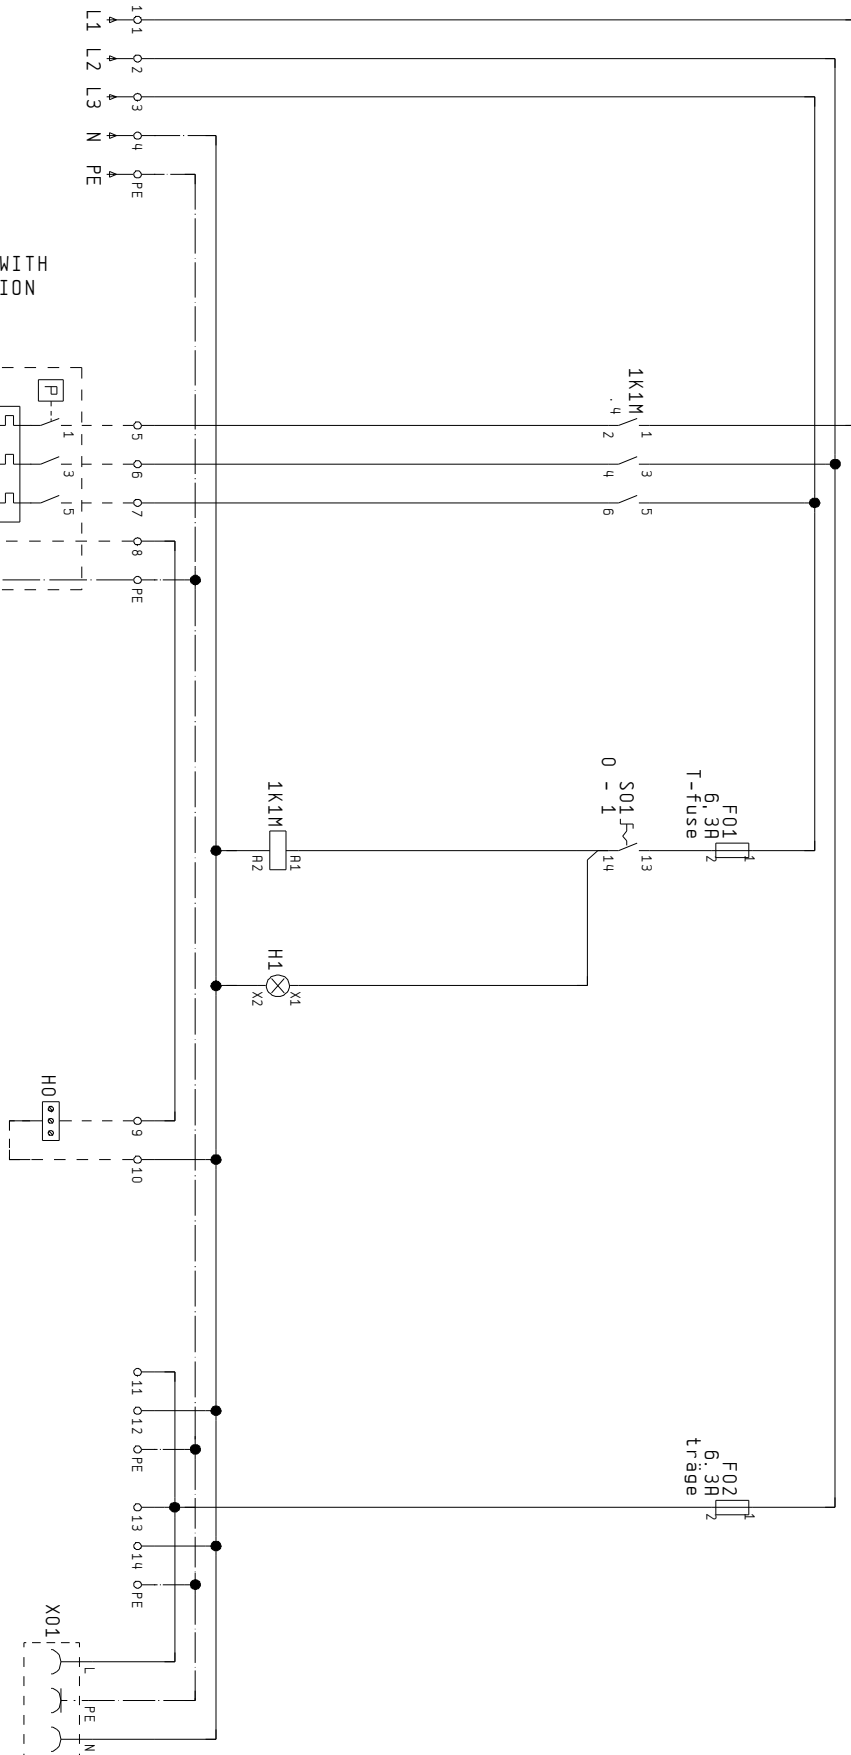 L1 1 1
L2 2
L3 3
N 4
PE PE
WITH
ION
P
1 5
3 6
5 7
8
PE
1K1M
.4
2 1
4 3
6 5
1K1M
A2 A1
S01
0 - 1
14 13
F01
6,3A
T-fuse
2 1
H1
X2 X1
H0
9
10
11
12
PE
13
14
PE
F02
6.3A
träge
2 1
X01
L
PE
N